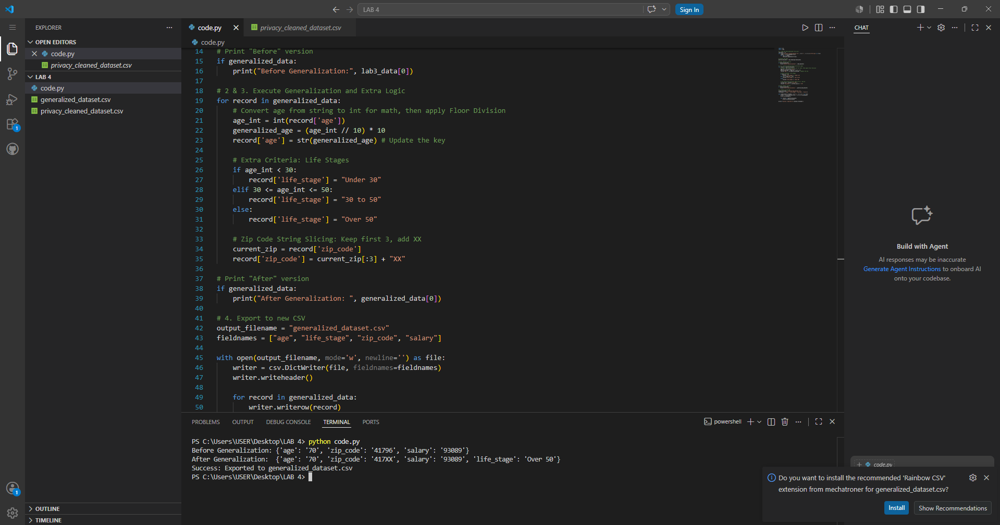 LAB 4
Sign In
EXPLORER
OPEN EDITORS
code.py
privacy_cleaned_dataset.csv
LAB 4
code.py
generalized_dataset.csv
privacy_cleaned_dataset.csv
1
1
OUTLINE
TIMELINE
code.py
privacy_cleaned_dataset.csv
code.py
14 # Print "Before" version
15 if generalized_data:
16     print("Before Generalization:", lab3_data[0])
17
18 # 2 & 3. Execute Generalization and Extra Logic
19 for record in generalized_data:
20     # Convert age from string to int for math, then apply Floor Division
21     age_int = int(record['age'])
22     generalized_age = (age_int // 10) * 10
23     record['age'] = str(generalized_age) # Update the key
24
25     # Extra Criteria: Life Stages
26     if age_int < 30:
27         record['life_stage'] = "Under 30"
28     elif 30 <= age_int <= 50:
29         record['life_stage'] = "30 to 50"
30     else:
31         record['life_stage'] = "Over 50"
32
33     # Zip Code String Slicing: Keep first 3, add XX
34     current_zip = record['zip_code']
35     record['zip_code'] = current_zip[:3] + "XX"
36
37 # Print "After" version
38 if generalized_data:
39     print("After Generalization: ", generalized_data[0])
40
41 # 4. Export to new CSV
42 output_filename = "generalized_dataset.csv"
43 fieldnames = ["age", "life_stage", "zip_code", "salary"]
44
45 with open(output_filename, mode='w', newline='') as file:
46     writer = csv.DictWriter(file, fieldnames=fieldnames)
47     writer.writeheader()
48
49     for record in generalized_data:
50         writer.writerow(record)
PROBLEMS OUTPUT DEBUG CONSOLE TERMINAL PORTS
powershell
PS C:\Users\USER\Desktop\LAB 4> python code.py
Before Generalization: {'age': '70', 'zip_code': '41796', 'salary': '93089'}
After Generalization:  {'age': '70', 'zip_code': '417XX', 'salary': '93089', 'life_stage': 'Over 50'}
Success: Exported to generalized_dataset.csv
PS C:\Users\USER\Desktop\LAB 4>
CHAT
Build with Agent
AI responses may be inaccurate
Generate Agent Instructions to onboard AI
onto your codebase.
code.py
Do you want to install the recommended 'Rainbow CSV'
extension from mechatroner for generalized_dataset.csv?
Install
Show Recommendations